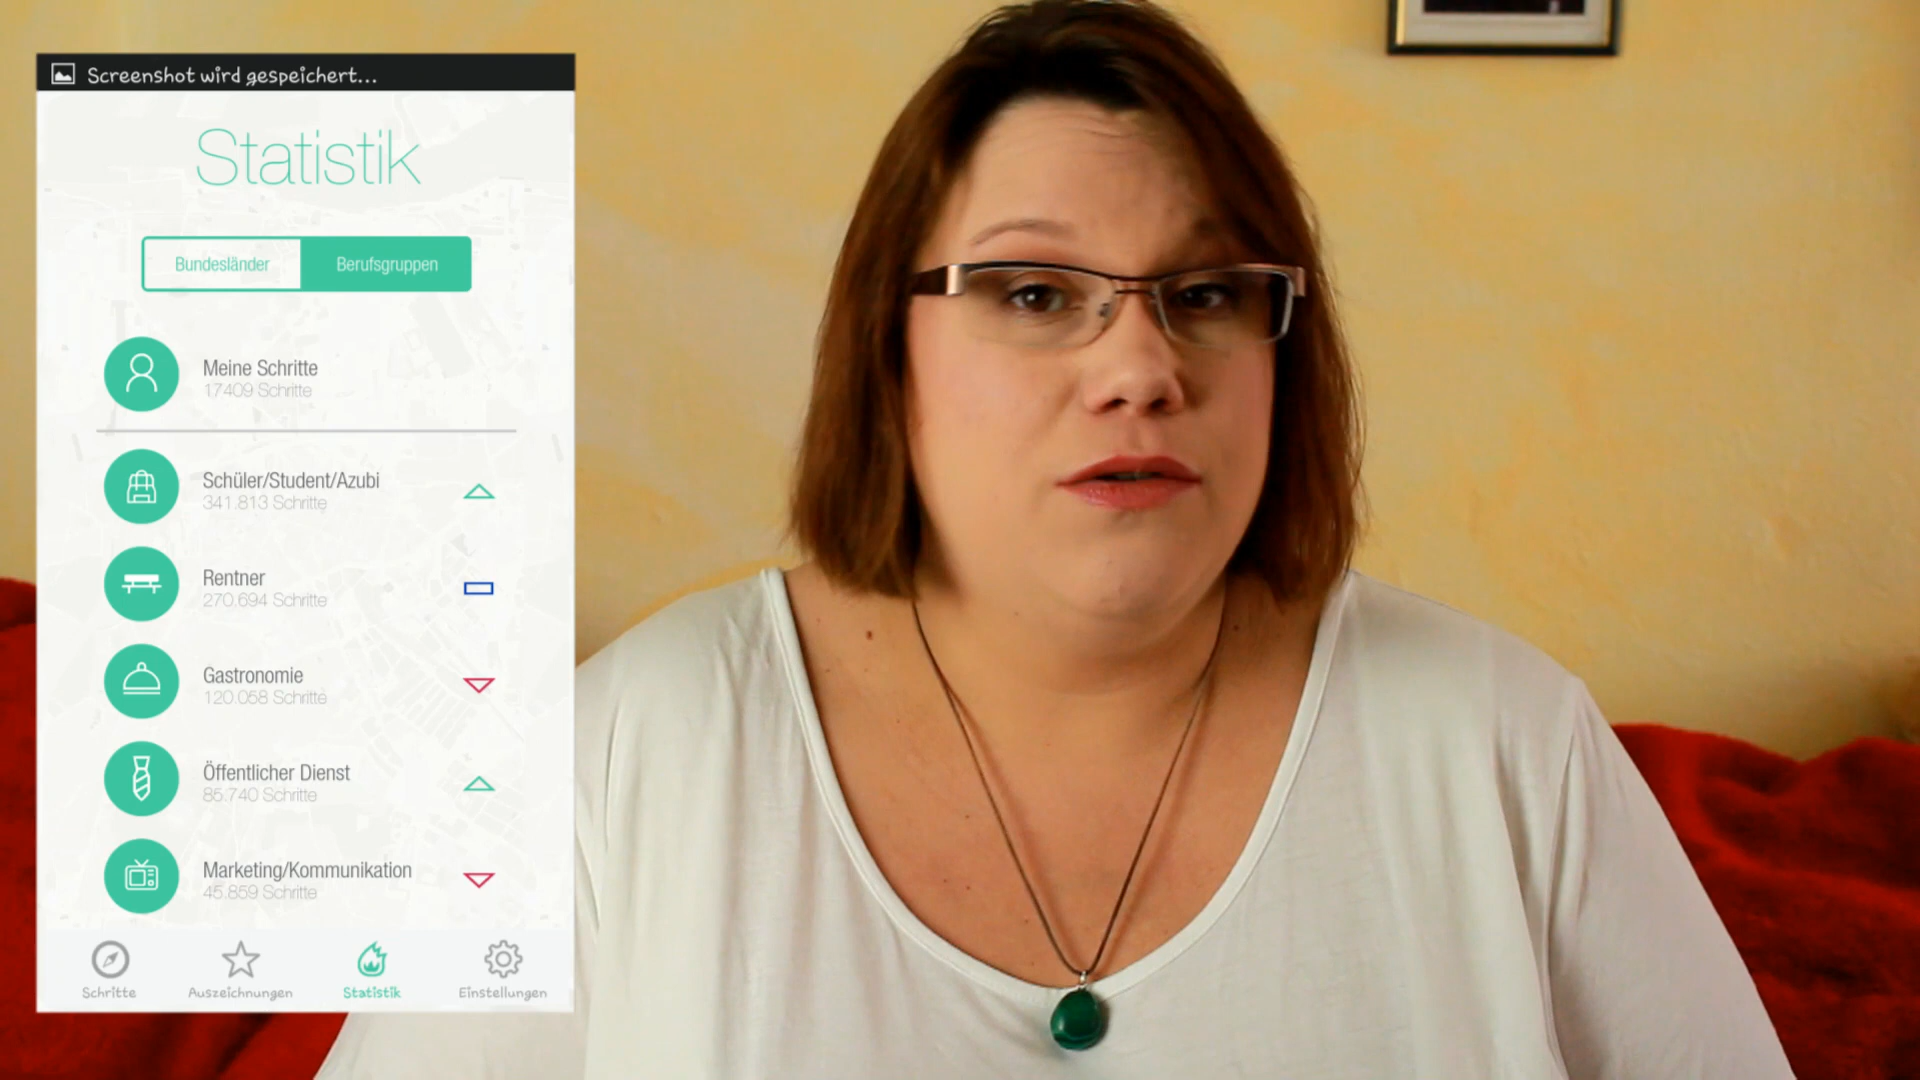 Screenshot wird gespeichert...
Statistik
Bundesländer
Berufsgruppen
Meine Schritte
17409 Schritte
Schüler/Student/Azubi
341.813 Schritte
Rentner
270.694 Schritte
Gastronomie
120.058 Schritte
Öffentlicher Dienst
85.740 Schritte
Marketing/Kommunikation
45.859 Schritte
Schritte
Auszeichnungen
Statistik
Einstellungen